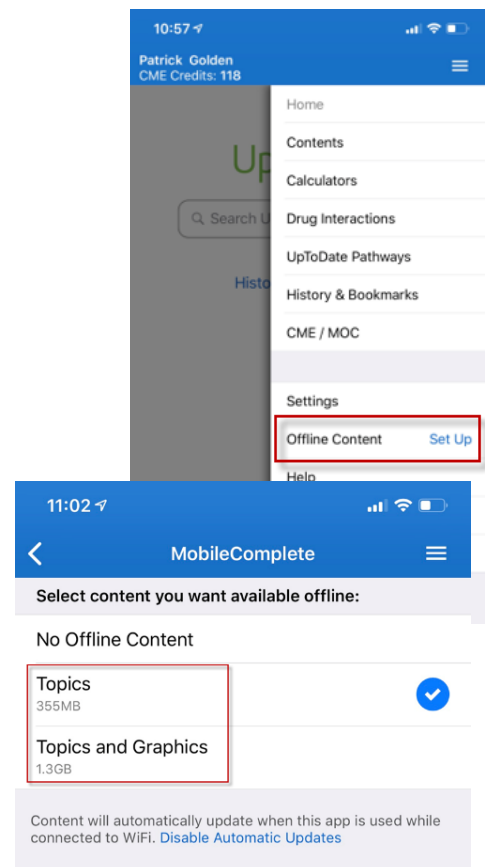 10:57
Patrick Golden
CME Credits: 118
Home
Contents
Up
Calculators
Search U
Drug Interactions
UpToDate Pathways
Histo
History & Bookmarks
CME / MOC
Settings
Offline Content Set Up
Help
11:02
MobileComplete
Select content you want available offline:
No Offline Content
Topics
355MB
Topics and Graphics
1.3GB
Content will automatically update when this app is used while
connected to WiFi. Disable Automatic Updates